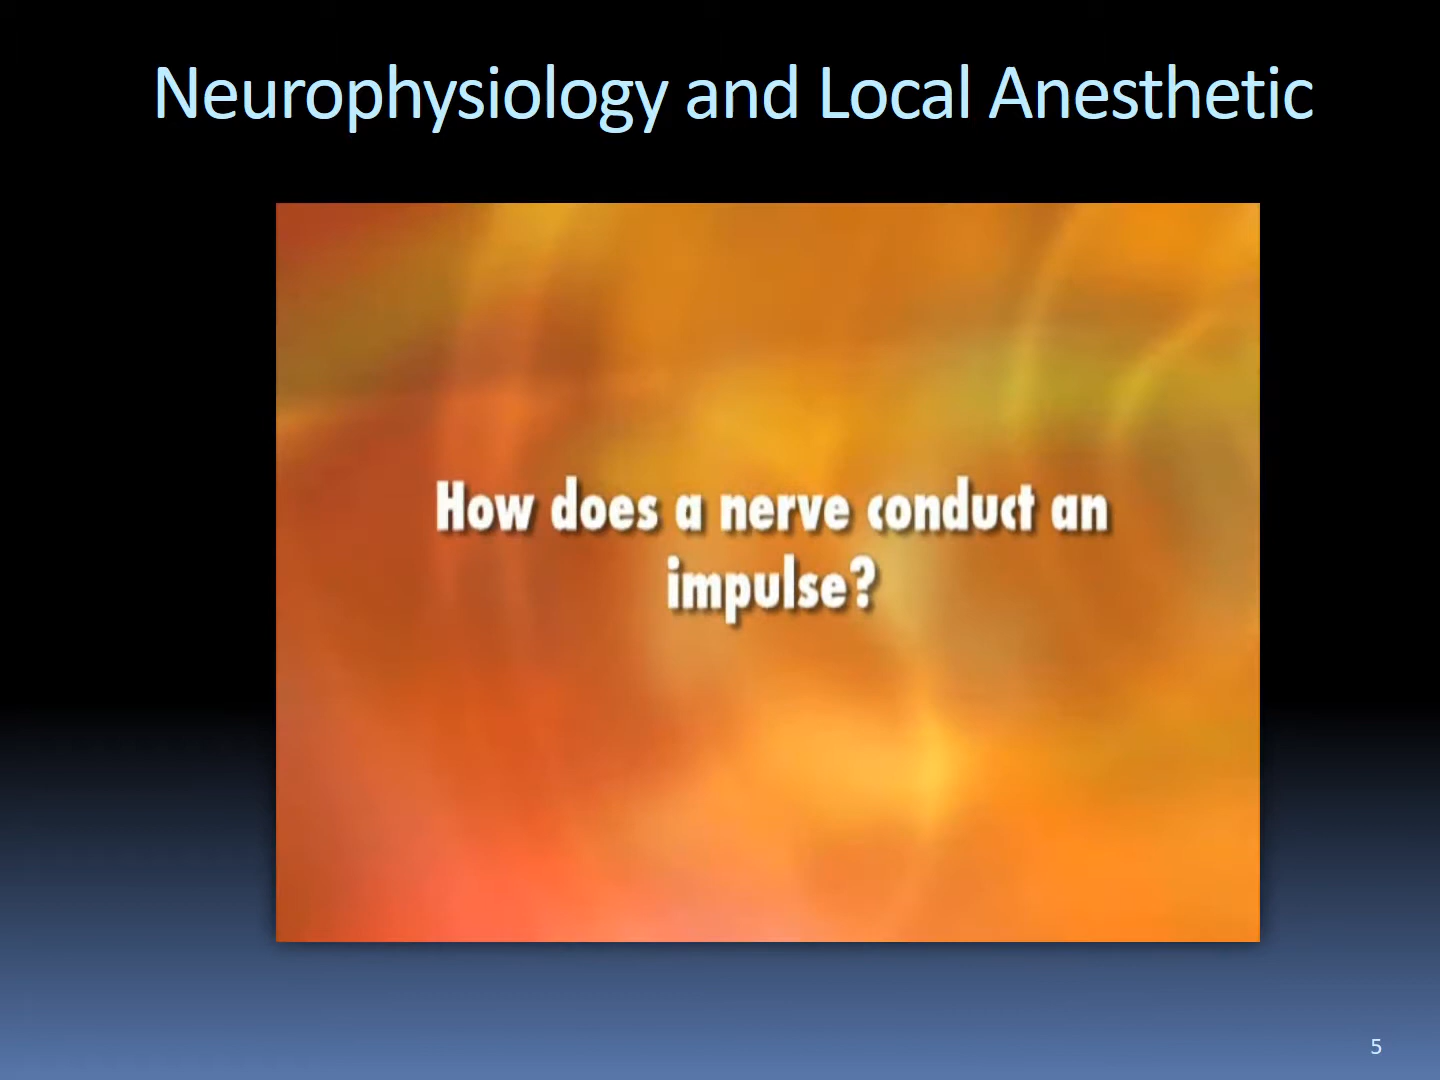 Neurophysiology and Local Anesthetic
How does a nerve conduct an
impulse?
5